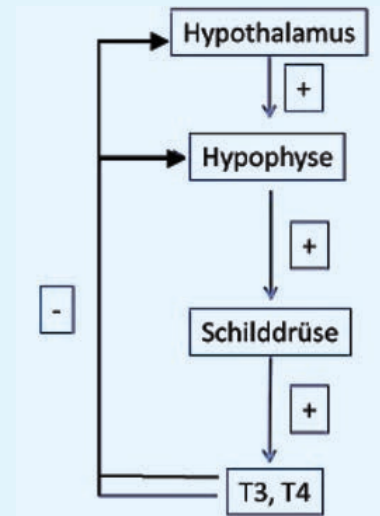 Hypothalamus
+
Hypophyse
+
-
Schilddrüse
+
T3, T4